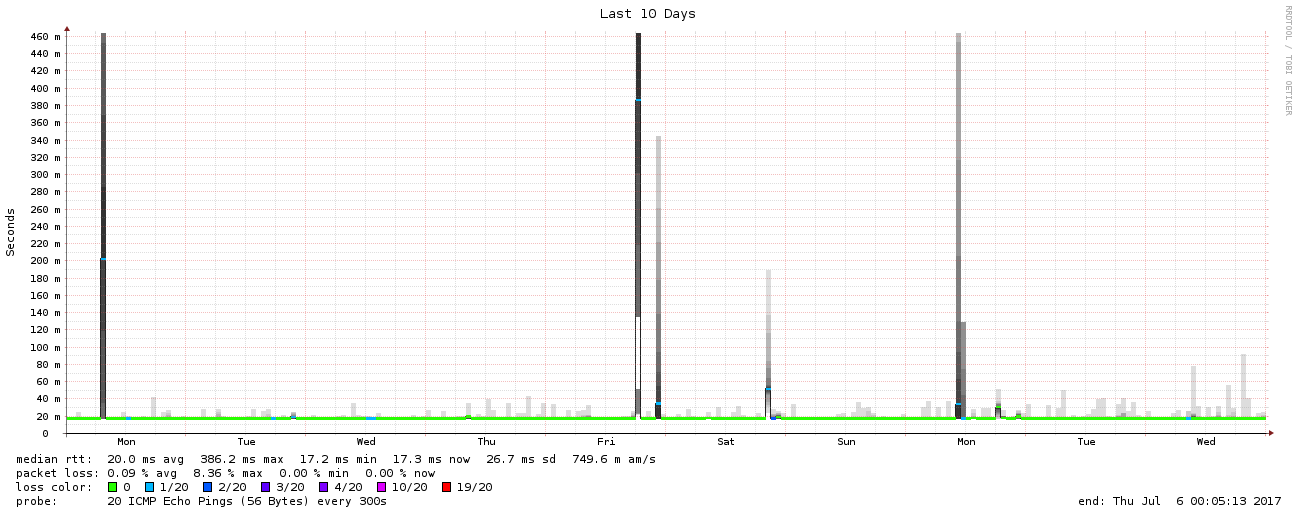 Last 10 Days
RRDTOOL / TOBI OETIKER
Seconds
460 m
440 m
420 m
400 m
380 m
360 m
340 m
320 m
300 m
280 m
260 m
240 m
220 m
200 m
180 m
160 m
140 m
120 m
100 m
80 m
60 m
40 m
20 m
0
Mon Tue Wed Thu Fri Sat Sun Mon Tue Wed
median rtt: 20.0 ms avg 386.2 ms max 17.2 ms min 17.3 ms now 26.7 ms sd 749.6 m am/s
packet loss: 0.09 % avg 8.36 % max 0.00 % min 0.00 % now
loss color: 0 1/20 2/20 3/20 4/20 10/20 19/20
probe: 20 ICMP Echo Pings (56 Bytes) every 300s end: Thu Jul 6 00:05:13 2017